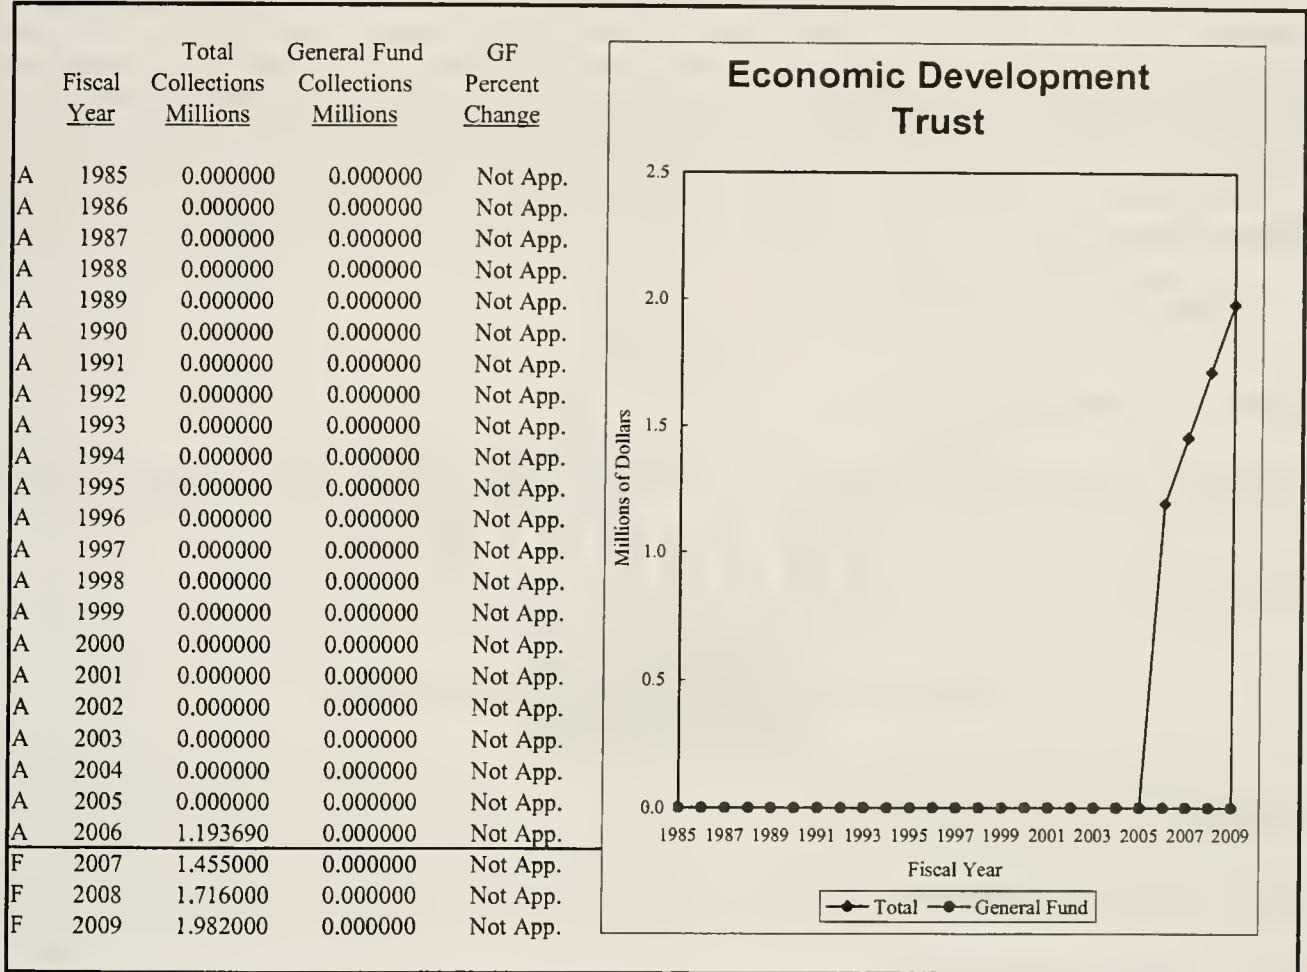 Total General Fund GF
Fiscal Collections Collections Percent
Year Millions Millions Change
A 1985 0.000000 0.000000 Not App.
A 1986 0.000000 0.000000 Not App.
A 1987 0.000000 0.000000 Not App.
A 1988 0.000000 0.000000 Not App.
A 1989 0.000000 0.000000 Not App.
A 1990 0.000000 0.000000 Not App.
A 1991 0.000000 0.000000 Not App.
A 1992 0.000000 0.000000 Not App.
A 1993 0.000000 0.000000 Not App.
A 1994 0.000000 0.000000 Not App.
A 1995 0.000000 0.000000 Not App.
A 1996 0.000000 0.000000 Not App.
A 1997 0.000000 0.000000 Not App.
A 1998 0.000000 0.000000 Not App.
A 1999 0.000000 0.000000 Not App.
A 2000 0.000000 0.000000 Not App.
A 2001 0.000000 0.000000 Not App.
A 2002 0.000000 0.000000 Not App.
A 2003 0.000000 0.000000 Not App.
A 2004 0.000000 0.000000 Not App.
A 2005 0.000000 0.000000 Not App.
A 2006 1.193690 0.000000 Not App.
F 2007 1.455000 0.000000 Not App.
F 2008 1.716000 0.000000 Not App.
F 2009 1.982000 0.000000 Not App.
Economic Development
Trust
2.5
2.0
1.5
1.0
0.5
0.0
Millions of Dollars
1985 1987 1989 1991 1993 1995 1997 1999 2001 2003 2005 2007 2009
Fiscal Year
Total General Fund